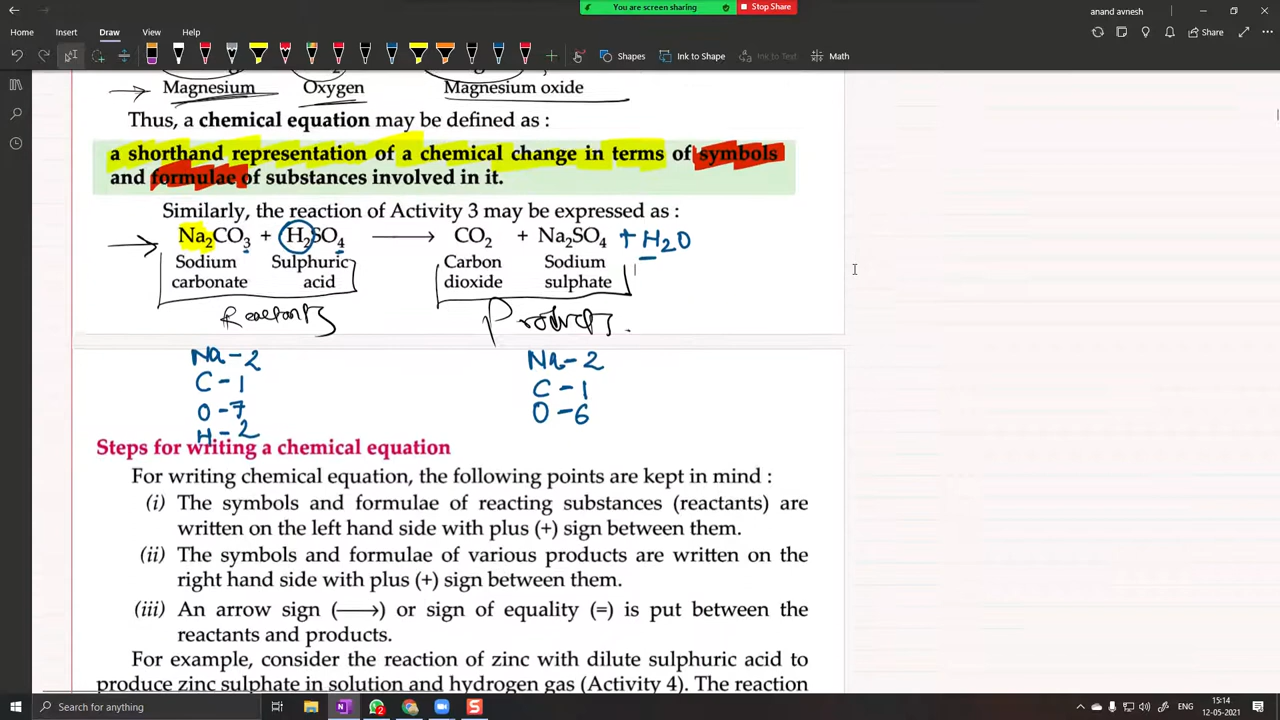 You are screen sharing
Stop Share
anand avnesh
Home Insert Draw View Help
Share
Shapes Ink to Shape Ink to Text Math
Magnesium Oxygen Magnesium oxide
Thus, a chemical equation may be defined as :
a shorthand representation of a chemical change in terms of symbols
and formulae of substances involved in it.
Similarly, the reaction of Activity 3 may be expressed as :
Na₂CO₃ + H₂SO₄ ⟶ CO₂ + Na₂SO₄ + H₂O
Sodium Sulphuric Carbon Sodium
carbonate acid dioxide sulphate
Reactants Products.
Na - 2 Na - 2
C - 1 C - 1
O - 7 O - 6
H - 2
Steps for writing a chemical equation
For writing chemical equation, the following points are kept in mind :
(i) The symbols and formulae of reacting substances (reactants) are
written on the left hand side with plus (+) sign between them.
(ii) The symbols and formulae of various products are written on the
right hand side with plus (+) sign between them.
(iii) An arrow sign (⟶) or sign of equality (=) is put between the
reactants and products.
For example, consider the reaction of zinc with dilute sulphuric acid to
produce zinc sulphate in solution and hydrogen gas (Activity 4). The reaction
Search for anything
15:14
12-05-2021